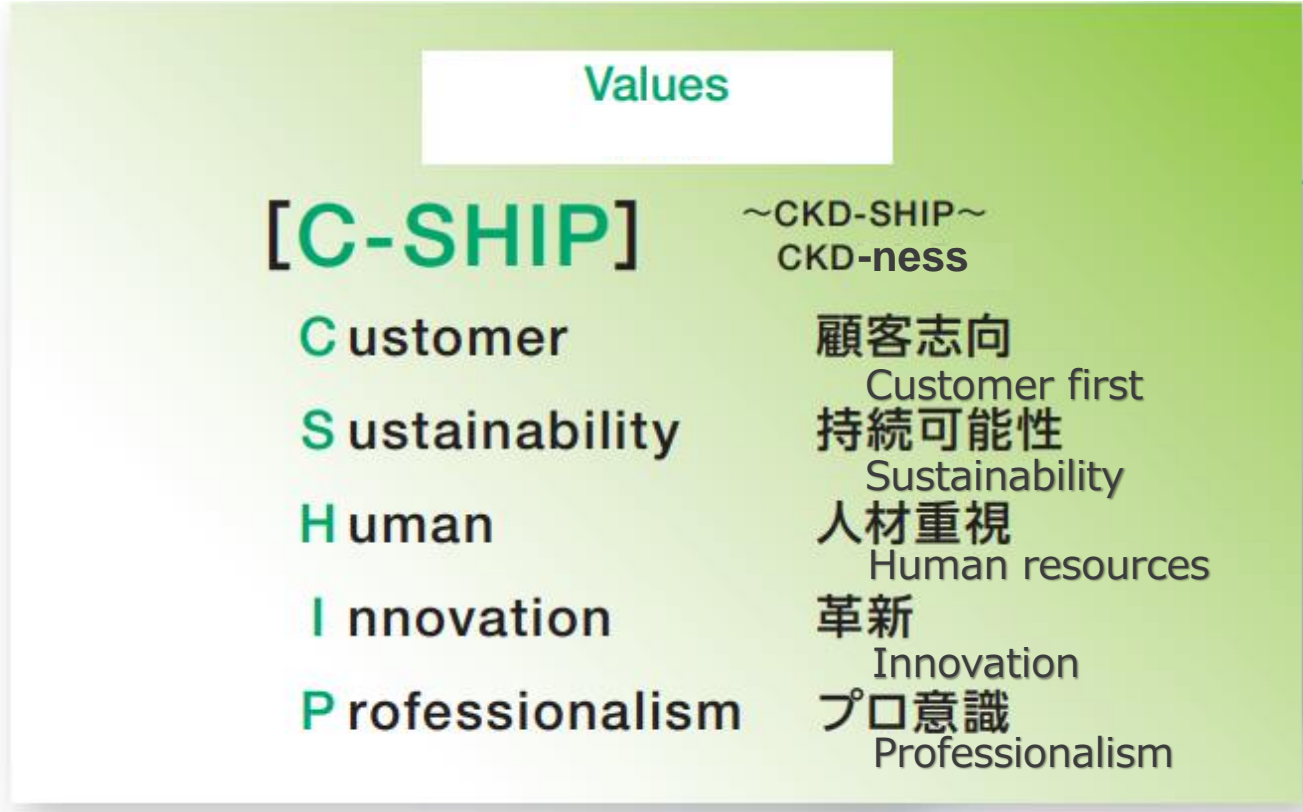 Values
[C-SHIP]
～CKD-SHIP～
CKD-ness
Customer 顧客志向
Customer first
Sustainability 持続可能性
Sustainability
Human 人材重視
Human resources
Innovation 革新
Innovation
Professionalism プロ意識
Professionalism